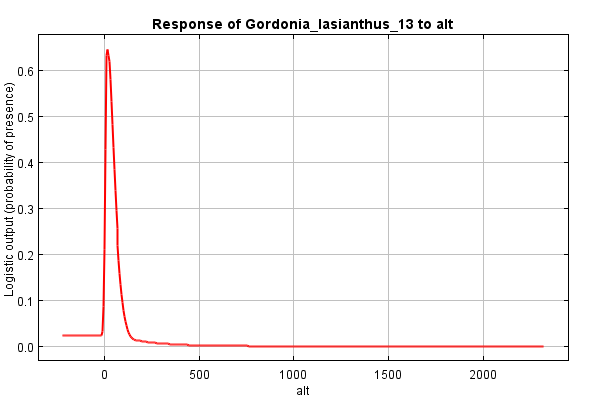 Response of Gordonia_lasianthus_13 to alt
Logistic output (probability of presence)
0.6
0.5
0.4
0.3
0.2
0.1
0.0
0 500 1000 1500 2000
alt